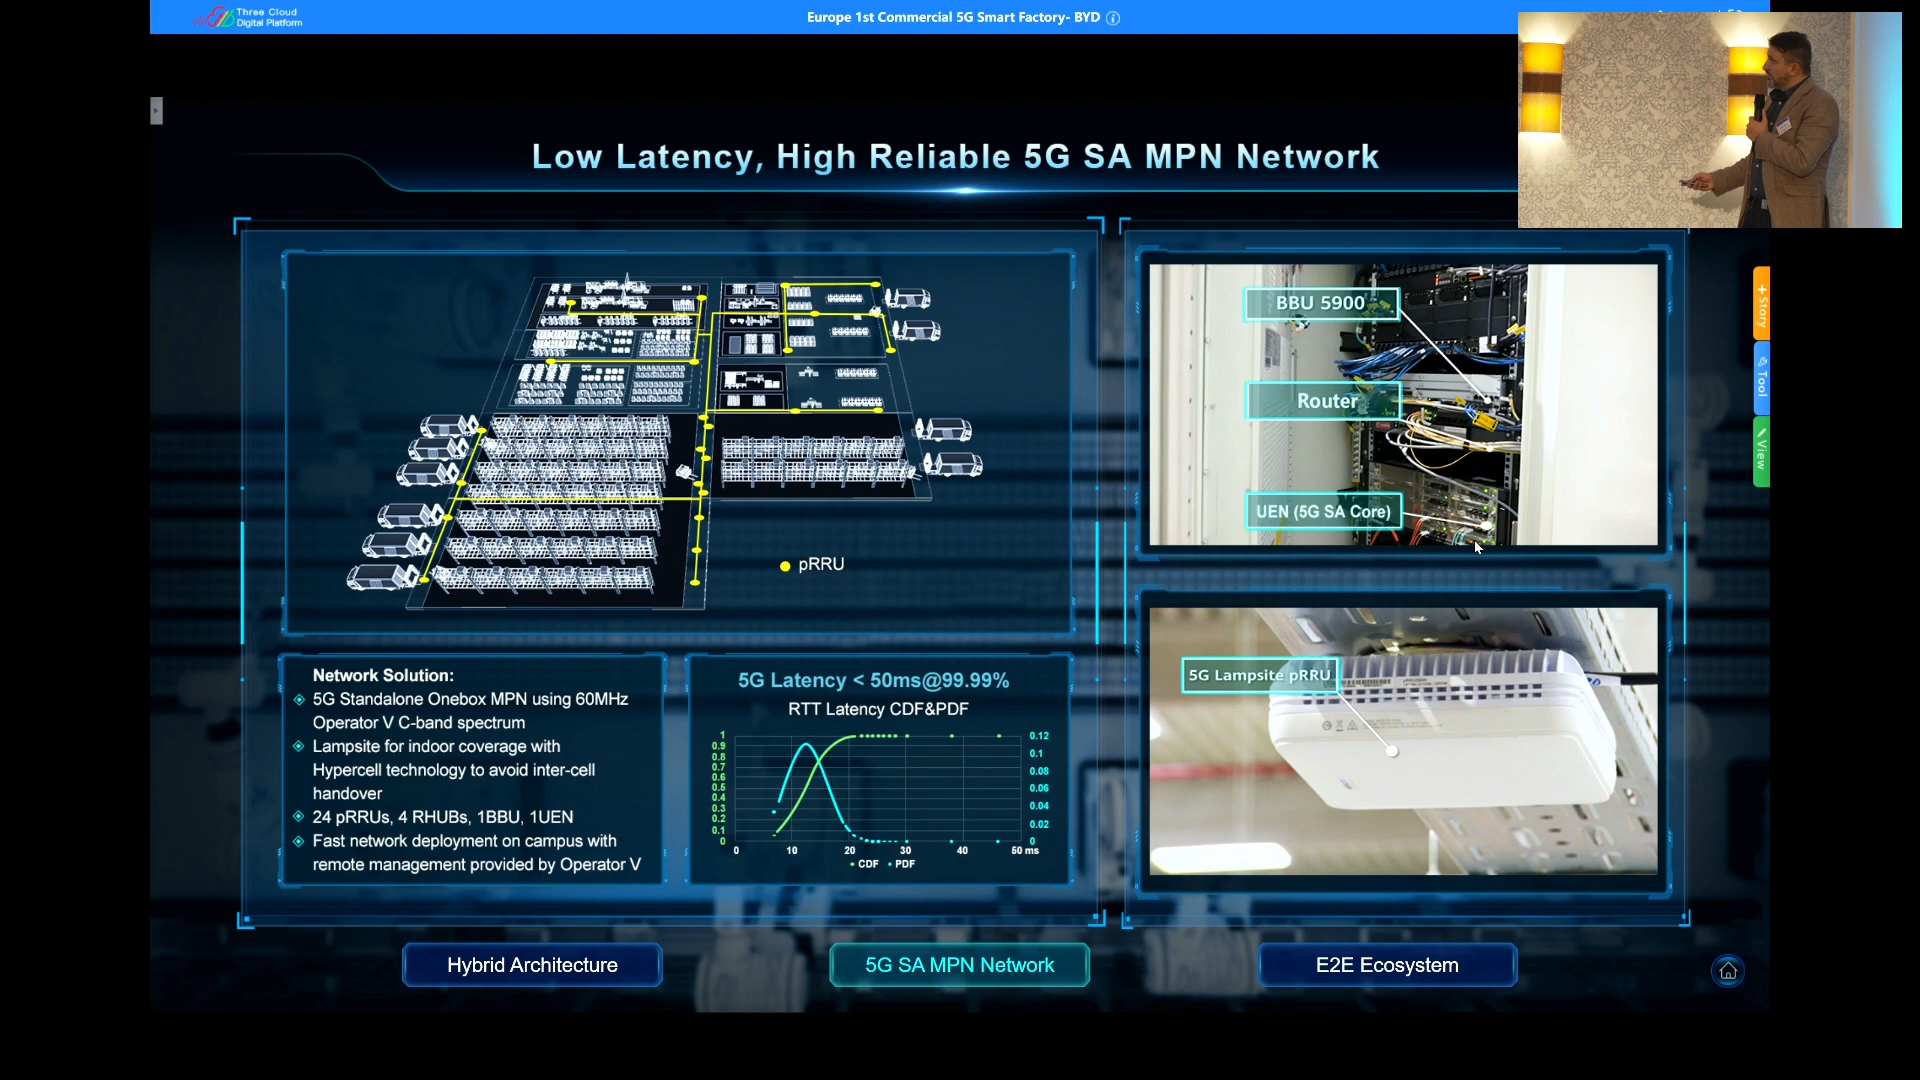 Three Cloud
Digital Platform
Europe 1st Commercial 5G Smart Factory- BYD
Low Latency, High Reliable 5G SA MPN Network
pRRU
BBU 5900
Router
UEN (5G SA Core)
+ Story
Tool
View
Network Solution:
5G Standalone Onebox MPN using 60MHz
Operator V C-band spectrum
Lampsite for indoor coverage with
Hypercell technology to avoid inter-cell
handover
24 pRRUs, 4 RHUBs, 1BBU, 1UEN
Fast network deployment on campus with
remote management provided by Operator V
5G Latency < 50ms@99.99%
RTT Latency CDF&PDF
1
0.9
0.8
0.7
0.6
0.5
0.4
0.3
0.2
0.1
0
0.12
0.1
0.08
0.06
0.04
0.02
0
0 10 20 30 40 50 ms
CDF PDF
5G Lampsite pRRU
Hybrid Architecture
5G SA MPN Network
E2E Ecosystem